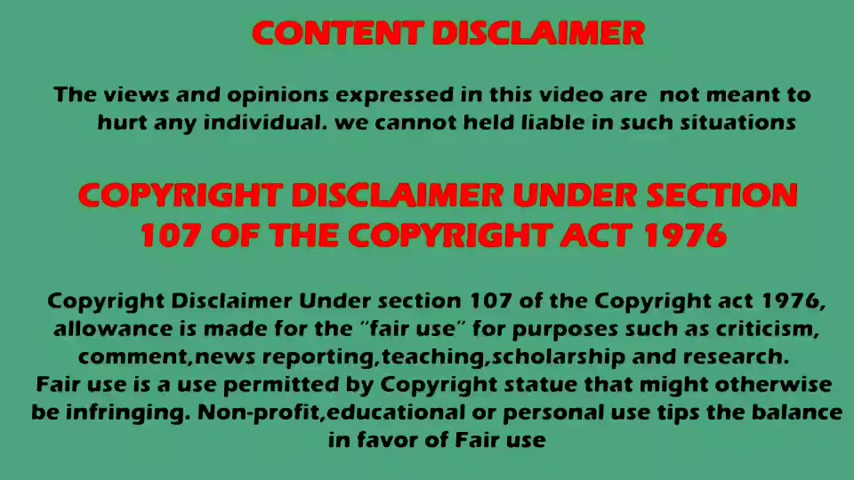 CONTENT DISCLAIMER
The views and opinions expressed in this video are not meant to
hurt any individual. we cannot held liable in such situations
COPYRIGHT DISCLAIMER UNDER SECTION
107 OF THE COPYRIGHT ACT 1976
Copyright Disclaimer Under section 107 of the Copyright act 1976,
allowance is made for the “fair use” for purposes such as criticism,
comment,news reporting,teaching,scholarship and research.
Fair use is a use permitted by Copyright statue that might otherwise
be infringing. Non-profit,educational or personal use tips the balance
in favor of Fair use